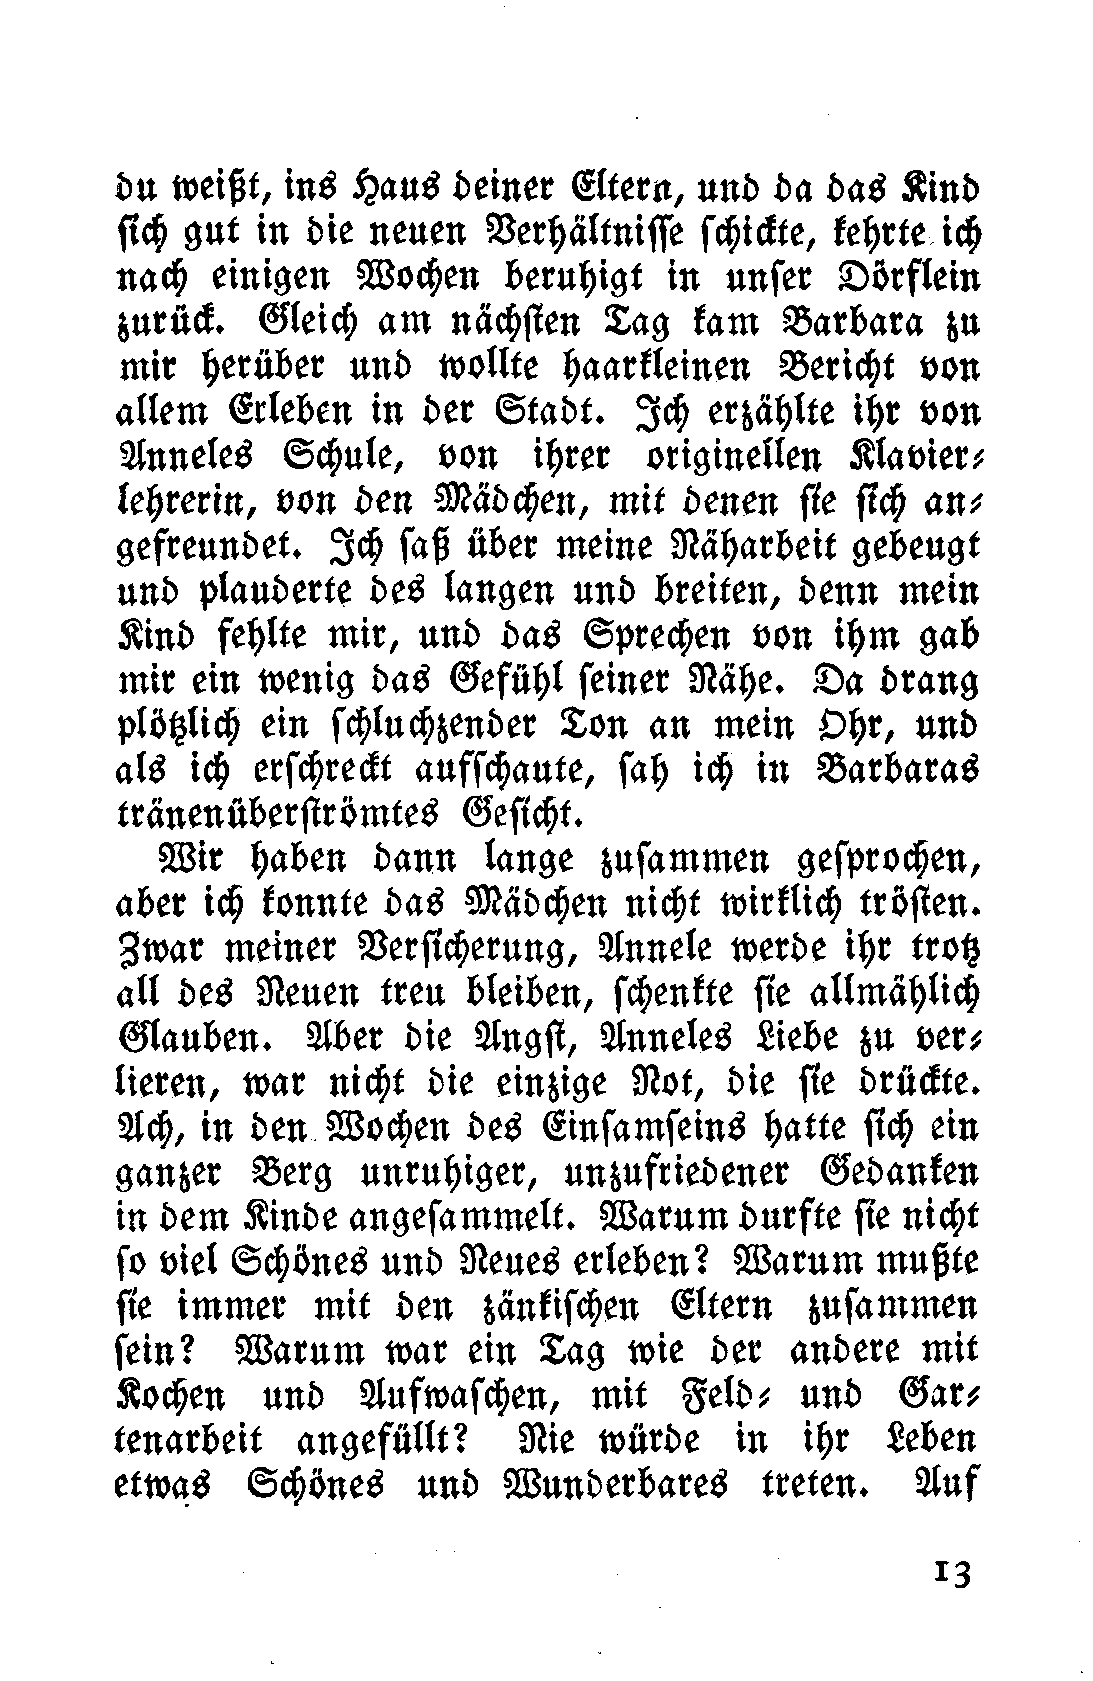 du weißt, ins Haus deiner Eltern, und da das Kind
sich gut in die neuen Verhältnisse schickte, kehrte ich
nach einigen Wochen beruhigt in unser Dörflein
zurück. Gleich am nächsten Tag kam Barbara zu
mir herüber und wollte haarkleinen Bericht von
allem Erleben in der Stadt. Ich erzählte ihr von
Anneles Schule, von ihrer originellen Klavier-
lehrerin, von den Mädchen, mit denen sie sich an-
gefreundet. Ich saß über meine Näharbeit gebeugt
und plauderte des langen und breiten, denn mein
Kind fehlte mir, und das Sprechen von ihm gab
mir ein wenig das Gefühl seiner Nähe. Da drang
plötzlich ein schluchzender Ton an mein Ohr, und
als ich erschreckt aufschaute, sah ich in Barbaras
tränenüberströmtes Gesicht.
Wir haben dann lange zusammen gesprochen,
aber ich konnte das Mädchen nicht wirklich trösten.
Zwar meiner Versicherung, Annele werde ihr trotz
all des Neuen treu bleiben, schenkte sie allmählich
Glauben. Aber die Angst, Anneles Liebe zu ver-
lieren, war nicht die einzige Not, die sie drückte.
Ach, in den Wochen des Einsamseins hatte sich ein
ganzer Berg unruhiger, unzufriedener Gedanken
in dem Kinde angesammelt. Warum durfte sie nicht
so viel Schönes und Neues erleben? Warum mußte
sie immer mit den zänkischen Eltern zusammen
sein? Warum war ein Tag wie der andere mit
Kochen und Aufwaschen, mit Feld- und Gar-
tenarbeit angefüllt? Nie würde in ihr Leben
etwas Schönes und Wunderbares treten. Auf
13